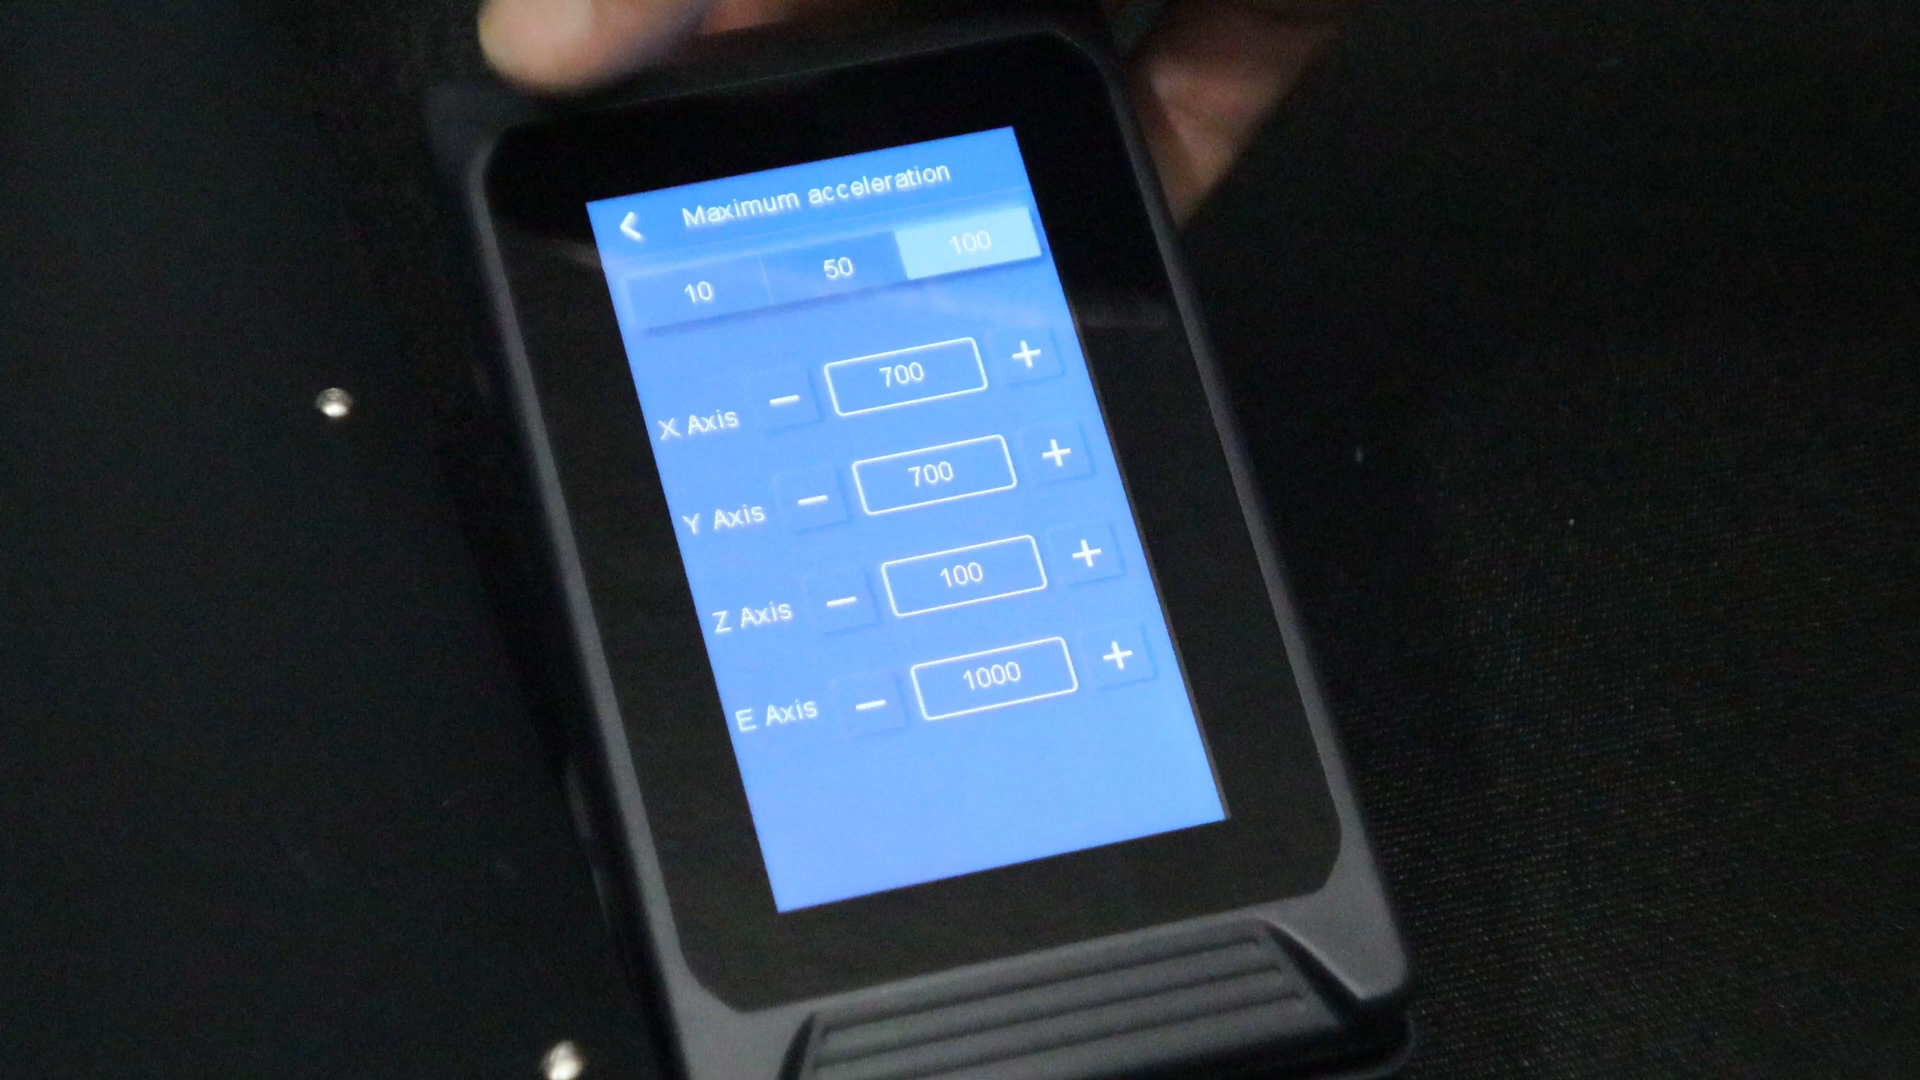 Maximum acceleration
10 50 100
X Axis 700
Y Axis 700
Z Axis 100
E Axis 1000